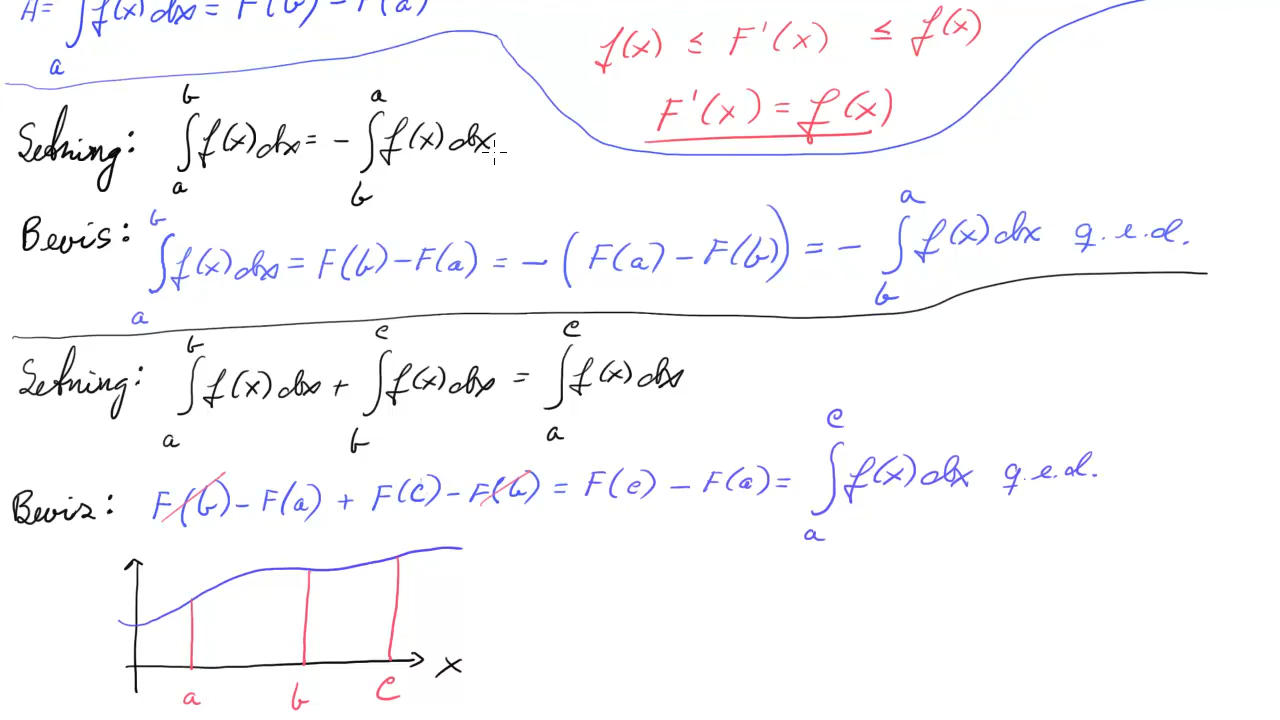 A = ∫_a f(x) dx = F(b) - F(a)
f(x) ≤ F'(x) ≤ f(x)
F'(x) = f(x)
Setning: ∫_a^b f(x) dx = - ∫_b^a f(x) dx
Bevis: ∫_a^b f(x) dx = F(b) - F(a) = - (F(a) - F(b)) = - ∫_b^a f(x) dx q.e.d.
Setning: ∫_a^b f(x) dx + ∫_b^c f(x) dx = ∫_a^c f(x) dx
Bevis: F(b) - F(a) + F(c) - F(b) = F(c) - F(a) = ∫_a^c f(x) dx q.e.d.
x
a b c